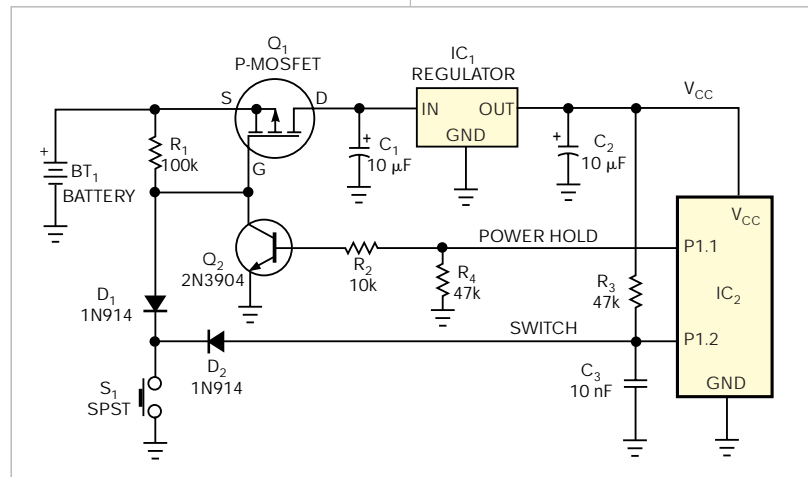 Q1
P-MOSFET
S
D
G
IC1
REGULATOR
IN
OUT
GND
VCC
+
C1
10 µF
+
C2
10 µF
R1
100k
+
BT1
BATTERY
Q2
2N3904
R2
10k
POWER HOLD
R4
47k
R3
47k
VCC
P1.1
IC2
P1.2
GND
D1
1N914
D2
1N914
SWITCH
S1
SPST
C3
10 nF